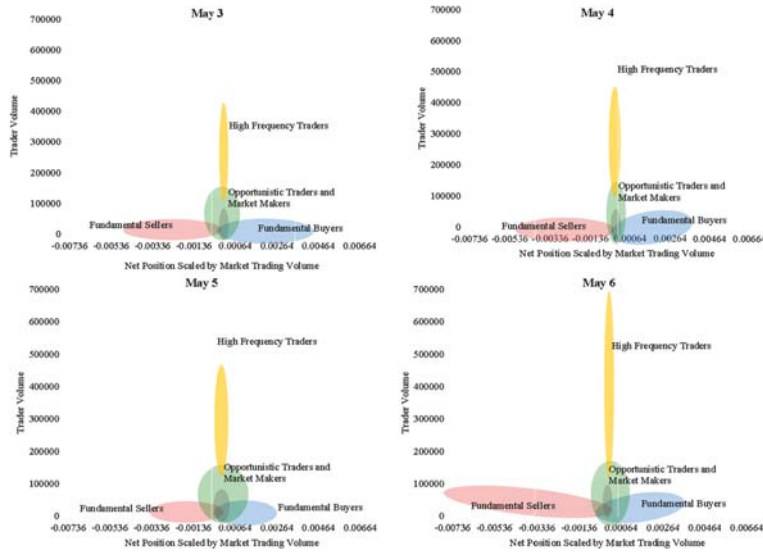 May 3
700000
600000
500000
400000
300000
200000
100000
0
Trader Volume
High Frequency Traders
Opportunistic Traders and
Market Makers
Fundamental Sellers
Fundamental Buyers
-0.00736 -0.00536 -0.00336 -0.00136 0.00064 0.00264 0.00464 0.00664
Net Position Scaled by Market Trading Volume
May 4
700000
600000
500000
400000
300000
200000
100000
0
Trader Volume
High Frequency Traders
Opportunistic Traders and
Market Makers
Fundamental Sellers
Fundamental Buyers
-0.00736 -0.00536 -0.00336 -0.00136 0.00064 0.00264 0.00464 0.00664
Net Position Scaled by Market Trading Volume
May 5
700000
600000
500000
400000
300000
200000
100000
0
Trader Volume
High Frequency Traders
Opportunistic Traders and
Market Makers
Fundamental Sellers
Fundamental Buyers
-0.00736 -0.00536 -0.00336 -0.00136 0.00064 0.00264 0.00464 0.00664
Net Position Scaled by Market Trading Volume
May 6
700000
600000
500000
400000
300000
200000
100000
0
Trader Volume
High Frequency Traders
Opportunistic Traders and
Market Makers
Fundamental Sellers
Fundamental Buyers
-0.00736 -0.00536 -0.00336 -0.00136 0.00064 0.00264 0.00464 0.00664
Net Position Scaled by Market Trading Volume